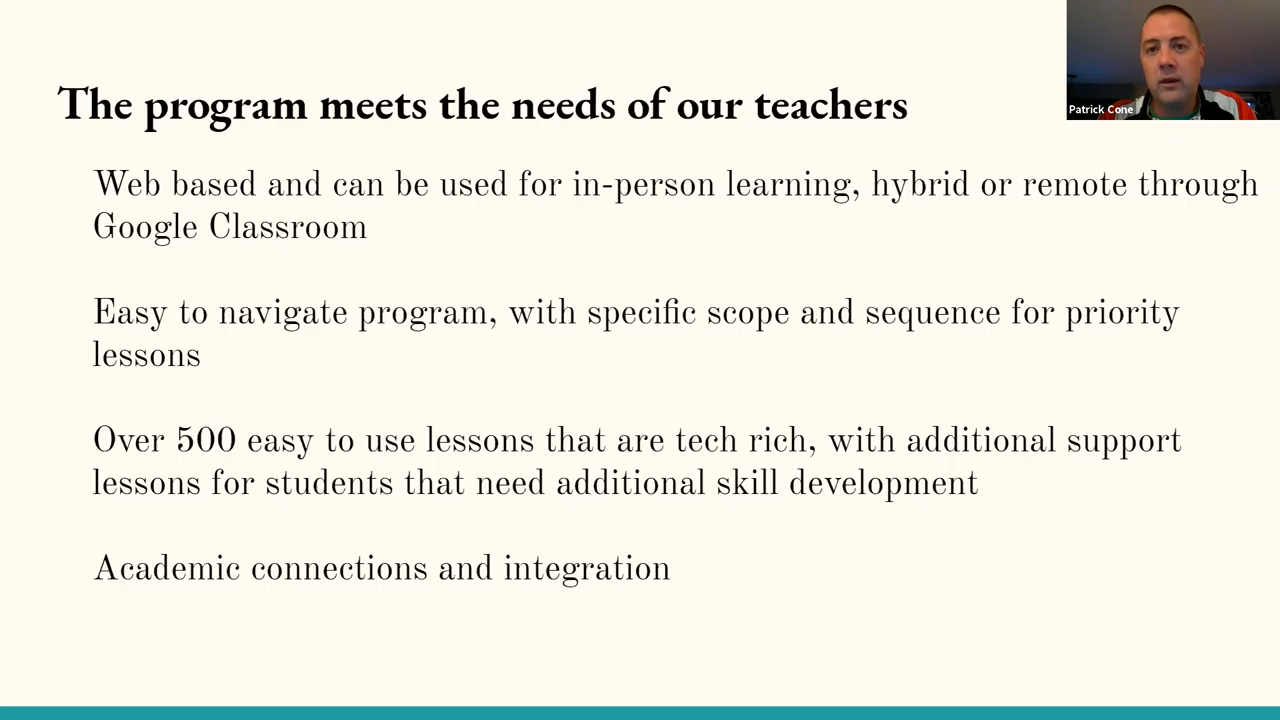 The program meets the needs of our teachers
Patrick Cone
Web based and can be used for in-person learning, hybrid or remote through
Google Classroom
Easy to navigate program, with specific scope and sequence for priority
lessons
Over 500 easy to use lessons that are tech rich, with additional support
lessons for students that need additional skill development
Academic connections and integration